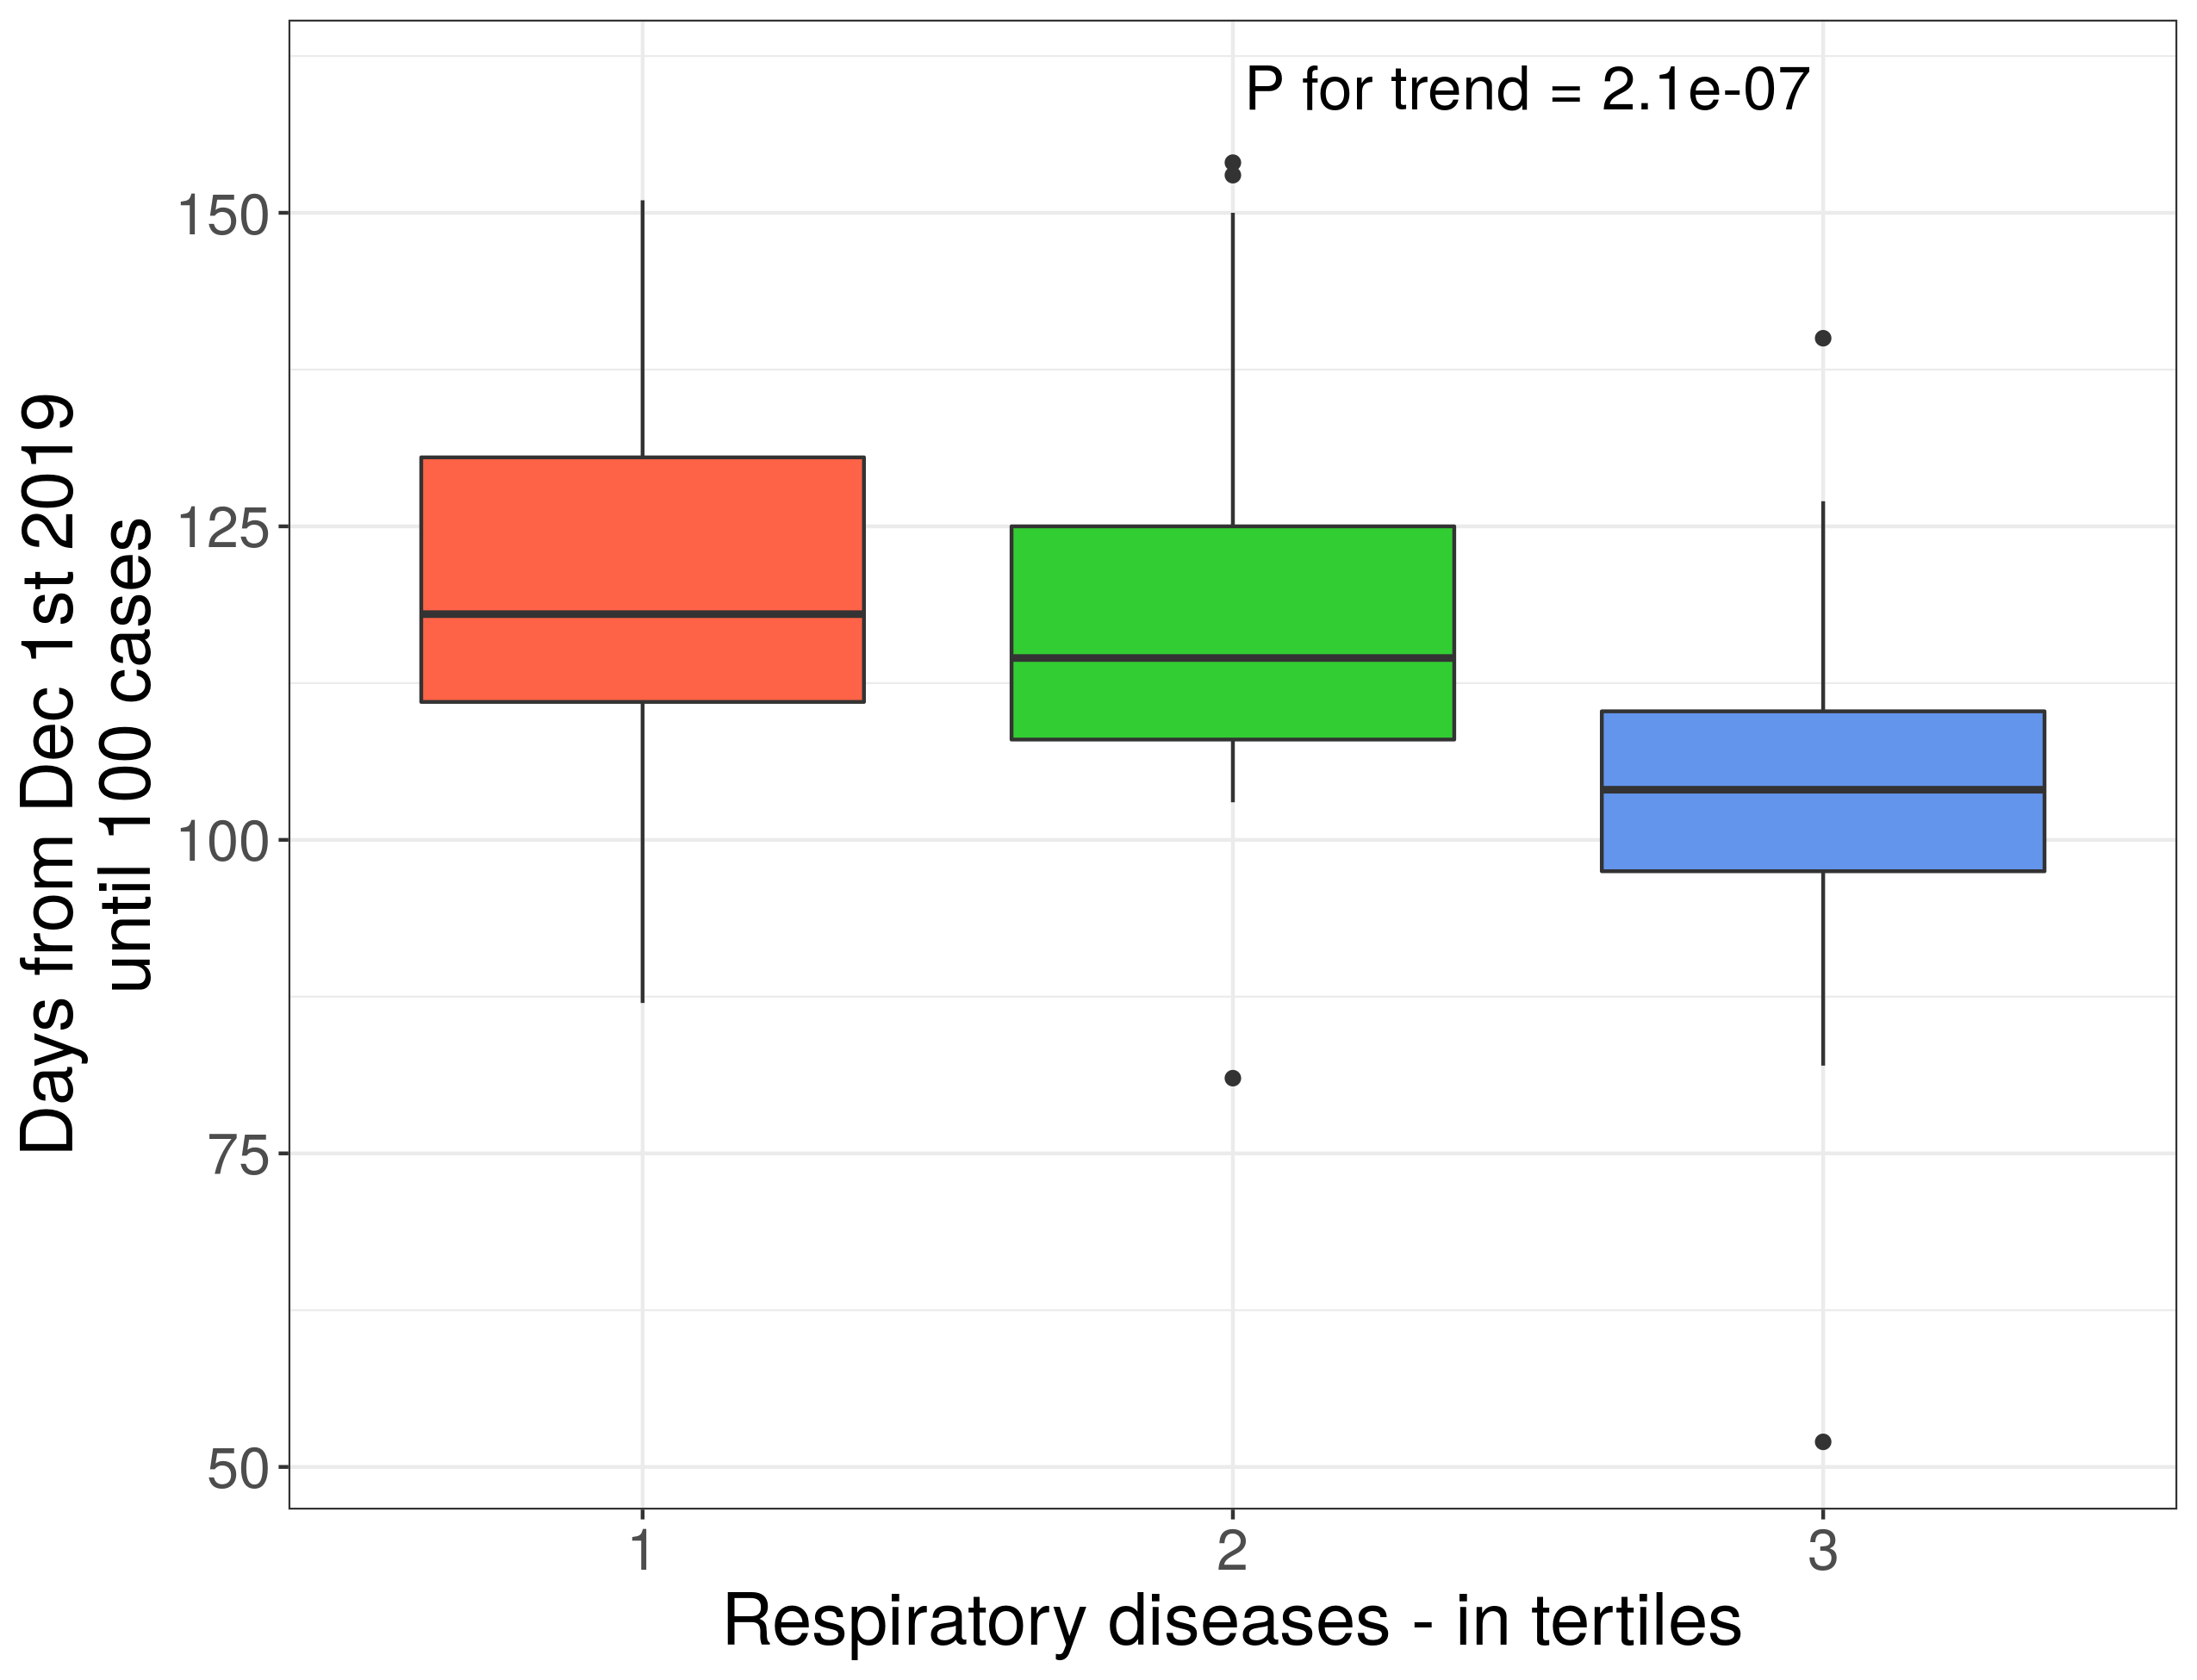 P for trend = 2.1e-07
Days from Dec 1st 2019
until 100 cases
150
125
100
75
50
1
2
3
Respiratory diseases - in tertiles